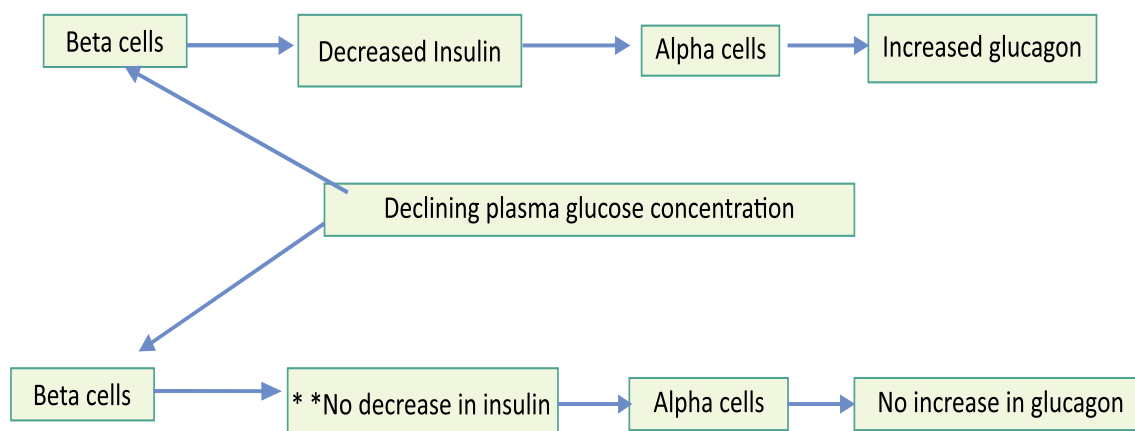 Beta cells
Decreased Insulin
Alpha cells
Increased glucagon
Declining plasma glucose concentration
Beta cells
* *No decrease in insulin
Alpha cells
No increase in glucagon